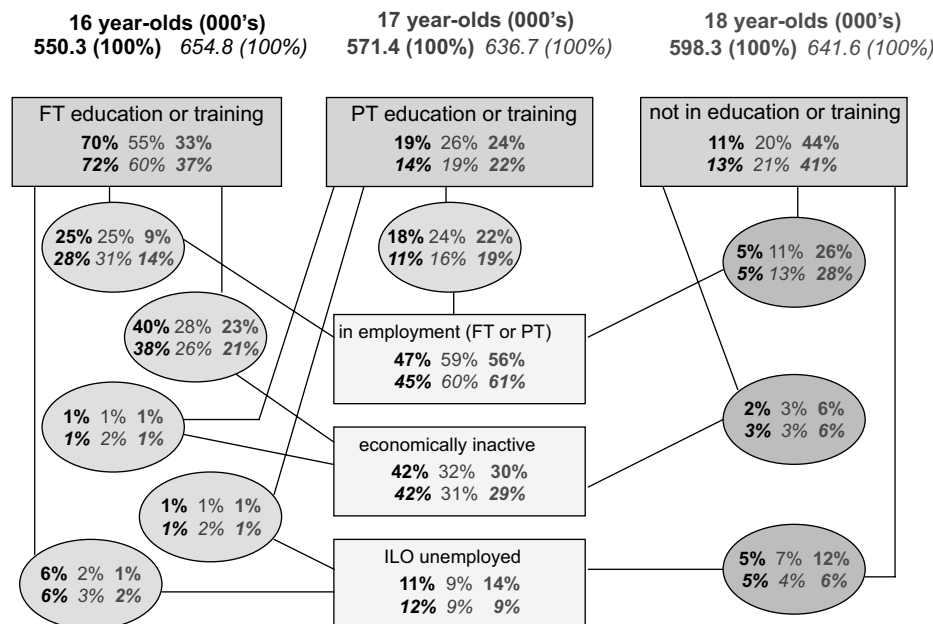 16 year-olds (000's)
550.3 (100%) 654.8 (100%)
17 year-olds (000's)
571.4 (100%) 636.7 (100%)
18 year-olds (000's)
598.3 (100%) 641.6 (100%)
FT education or training
70% 55% 33%
72% 60% 37%
PT education or training
19% 26% 24%
14% 19% 22%
not in education or training
11% 20% 44%
13% 21% 41%
25% 25% 9%
28% 31% 14%
18% 24% 22%
11% 16% 19%
5% 11% 26%
5% 13% 28%
40% 28% 23%
38% 26% 21%
in employment (FT or PT)
47% 59% 56%
45% 60% 61%
1% 1% 1%
1% 2% 1%
economically inactive
42% 32% 30%
42% 31% 29%
2% 3% 6%
3% 3% 6%
1% 1% 1%
1% 2% 1%
6% 2% 1%
6% 3% 2%
ILO unemployed
11% 9% 14%
12% 9% 9%
5% 7% 12%
5% 4% 6%